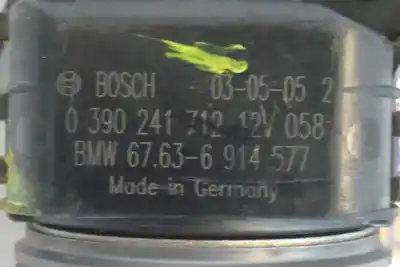 BOSCH 03-05-05 2
0 390 241 712 12V 058
BMW 67.63-6 914 577
Made in Germany